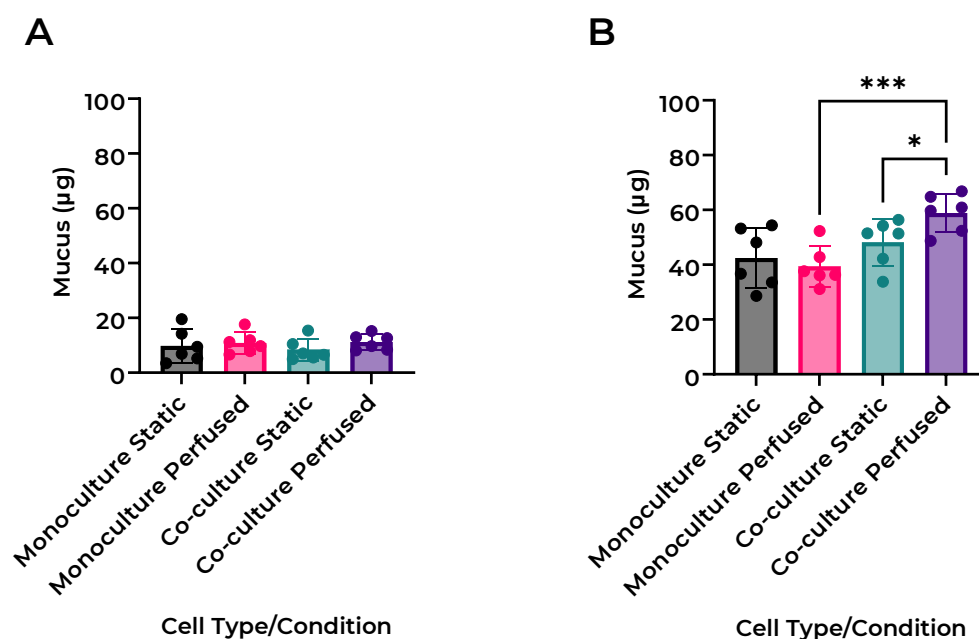 A
Mucus (µg)
100
80
60
40
20
0
Monoculture Static
Monoculture Perfused
Co-culture Static
Co-culture Perfused
Cell Type/Condition
B
Mucus (µg)
100
80
60
40
20
0
***
*
Monoculture Static
Monoculture Perfused
Co-culture Static
Co-culture Perfused
Cell Type/Condition